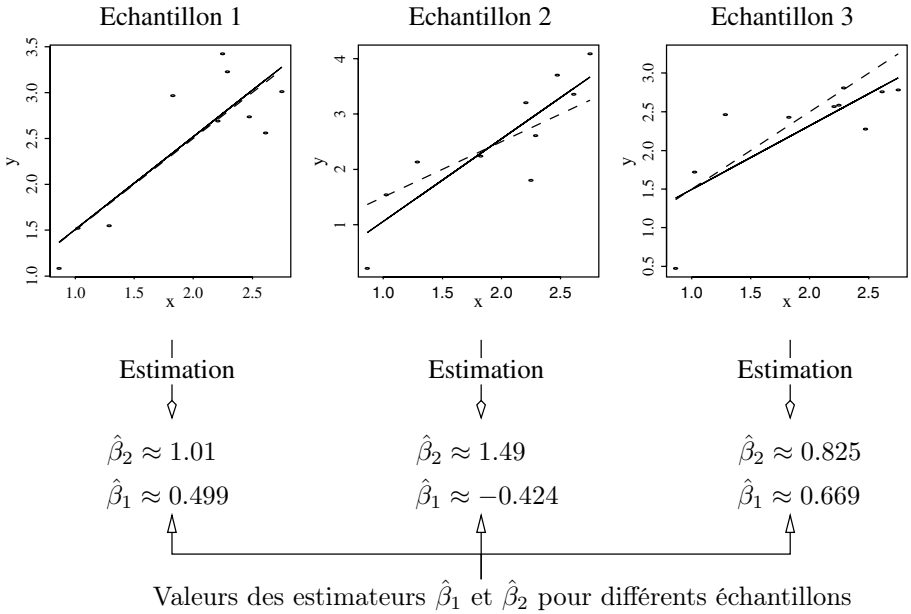 Echantillon 1 Echantillon 2 Echantillon 3
3.5
3.0
2.5
2.0
1.5
1.0
y
1.0 1.5 2.0 2.5
x
4
3
2
1
y
1.0 1.5 2.0 2.5
x
3.0
2.5
2.0
1.5
1.0
0.5
y
1.0 1.5 2.0 2.5
x
Estimation Estimation Estimation
β̂₂ ≈ 1.01 β̂₂ ≈ 1.49 β̂₂ ≈ 0.825
β̂₁ ≈ 0.499 β̂₁ ≈ −0.424 β̂₁ ≈ 0.669
Valeurs des estimateurs β̂₁ et β̂₂ pour différents échantillons